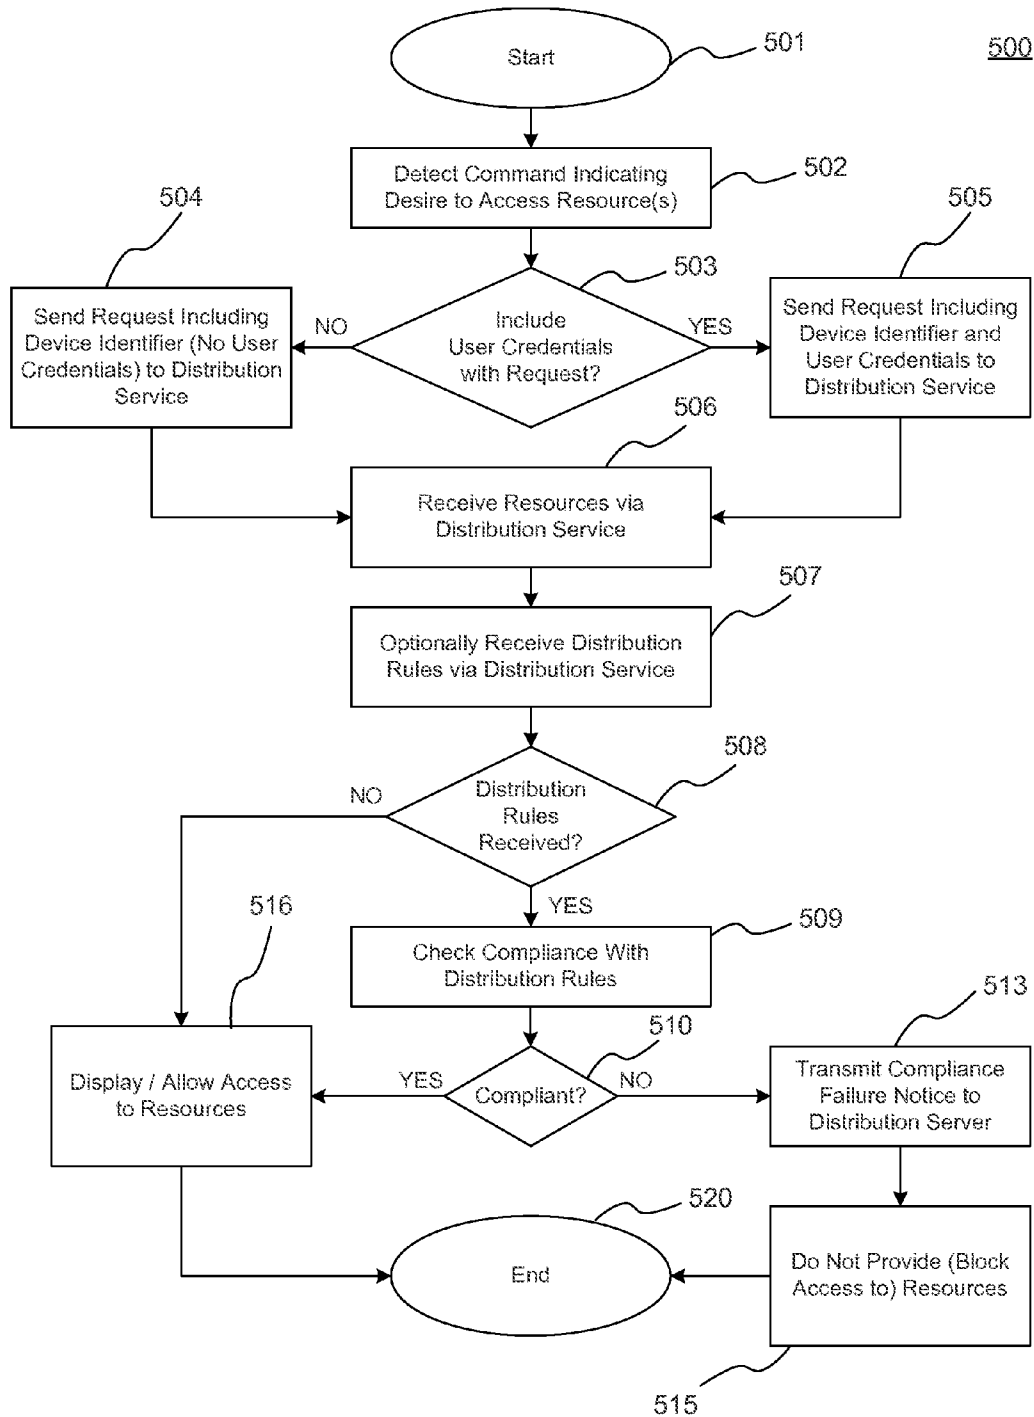 501
500
Start
Detect Command Indicating
Desire to Access Resource(s)
502
504
505
503
Send Request Including
Device Identifier (No User
Credentials) to Distribution
Service
NO
Include
User Credentials
with Request?
YES
Send Request Including
Device Identifier and
User Credentials to
Distribution Service
506
Receive Resources via
Distribution Service
507
Optionally Receive Distribution
Rules via Distribution Service
508
NO
Distribution
Rules
Received?
YES
516
509
Check Compliance With
Distribution Rules
513
510
Display / Allow Access
to Resources
YES
Compliant?
NO
Transmit Compliance
Failure Notice to
Distribution Server
520
End
Do Not Provide (Block
Access to) Resources
515